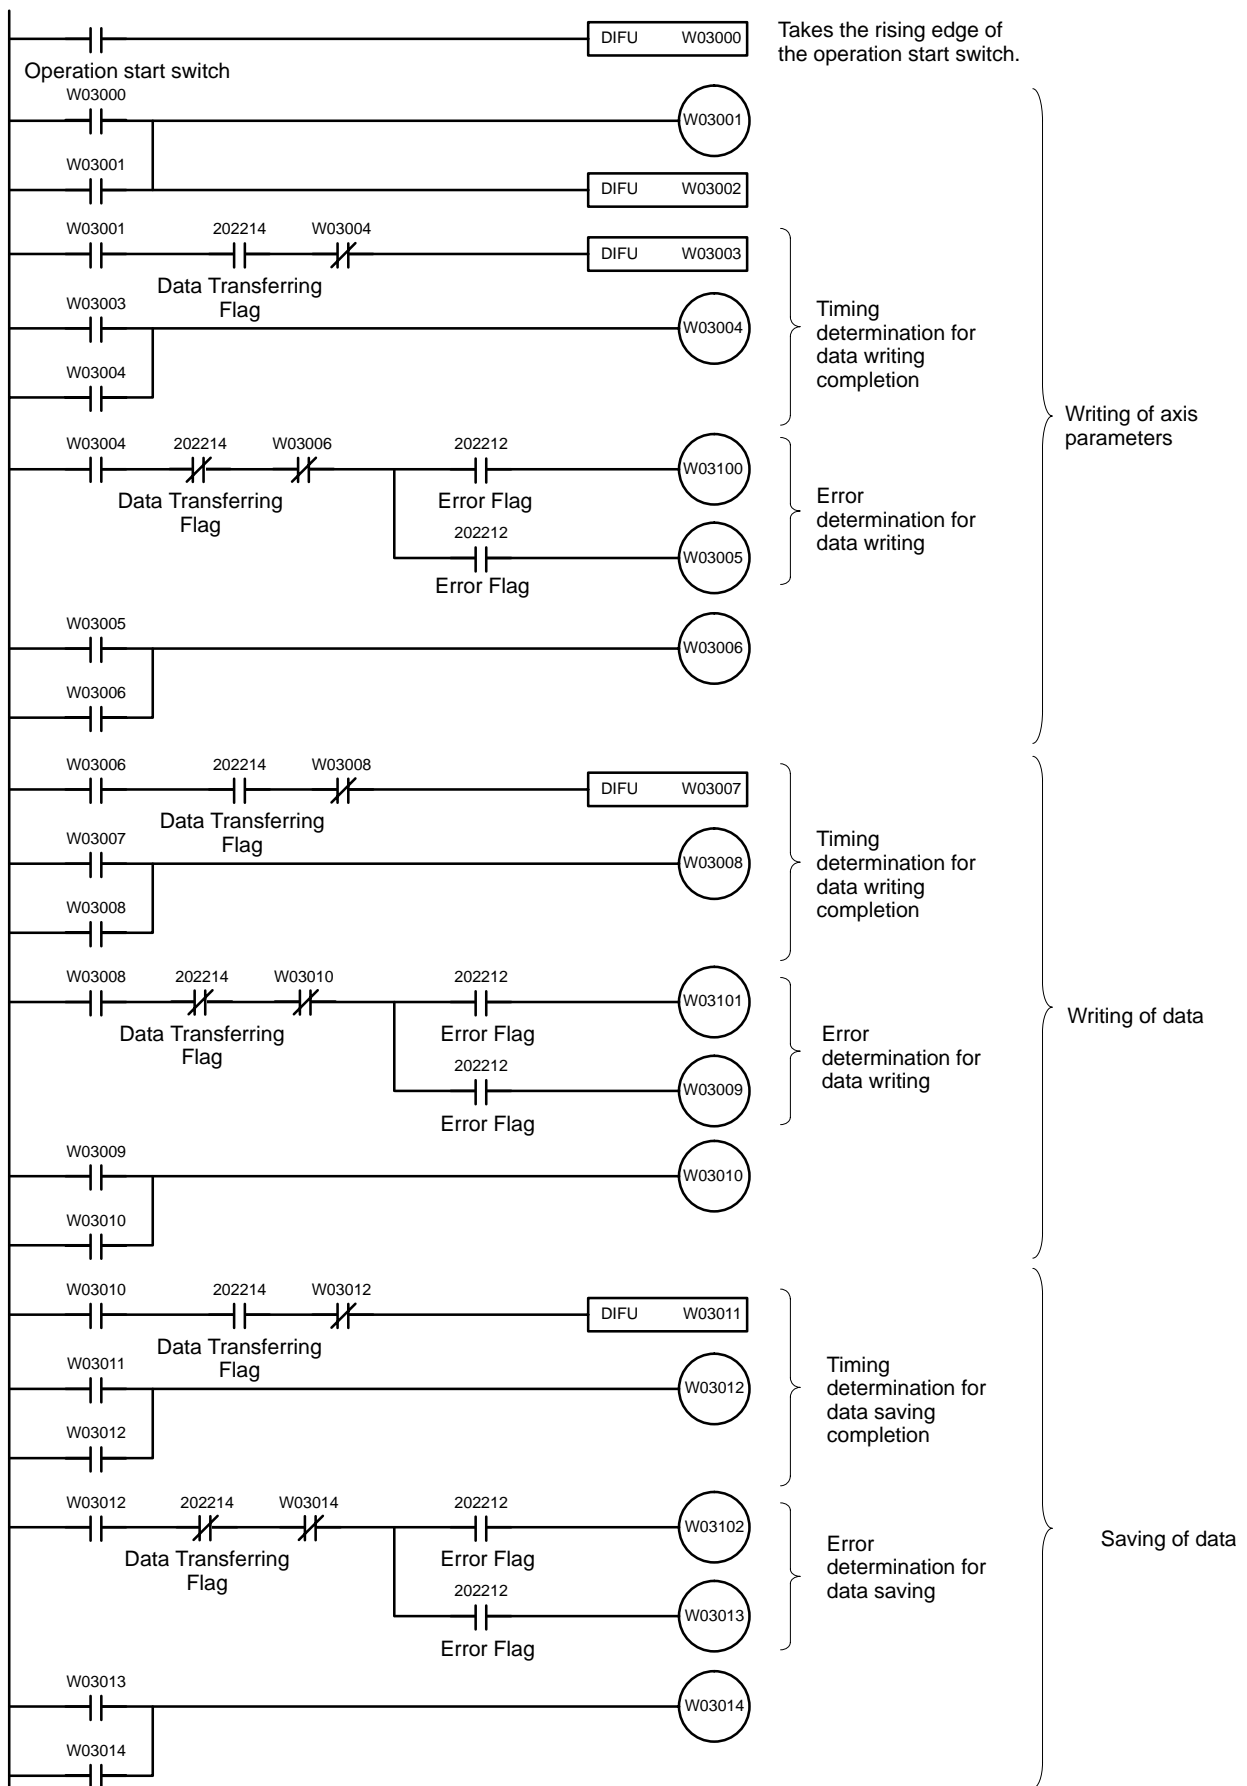 DIFU W03000
Takes the rising edge of
the operation start switch.
Operation start switch
W03000
W03001
W03001
DIFU W03002
W03001 202214 W03004
DIFU W03003
Data Transferring
Flag
W03003
W03004
W03004
Timing
determination for
data writing
completion
Writing of axis
parameters
W03004 202214 W03006 202212
W03100
Data Transferring
Flag
Error Flag
202212
W03005
Error Flag
Error
determination for
data writing
W03005
W03006
W03006
W03006 202214 W03008
DIFU W03007
Data Transferring
Flag
W03007
W03008
W03008
Timing
determination for
data writing
completion
W03008 202214 W03010 202212
W03101
Writing of data
Data Transferring
Flag
Error Flag
202212
W03009
Error Flag
Error
determination for
data writing
W03009
W03010
W03010
W03010 202214 W03012
DIFU W03011
Data Transferring
Flag
W03011
W03012
W03012
Timing
determination for
data saving
completion
W03012 202214 W03014 202212
W03102
Saving of data
Data Transferring
Flag
Error Flag
202212
W03013
Error Flag
Error
determination for
data saving
W03013
W03014
W03014